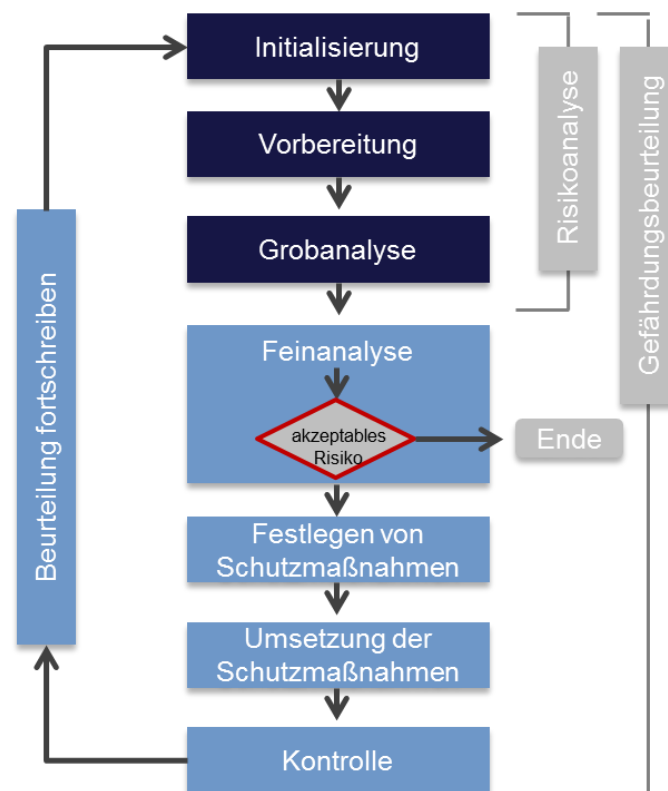 Initialisierung
Vorbereitung
Grobanalyse
Feinanalyse
akzeptables
Risiko
Ende
Festlegen von
Schutzmaßnahmen
Umsetzung der
Schutzmaßnahmen
Kontrolle
Beurteilung fortschreiben
Risikoanalyse
Gefährdungsbeurteilung